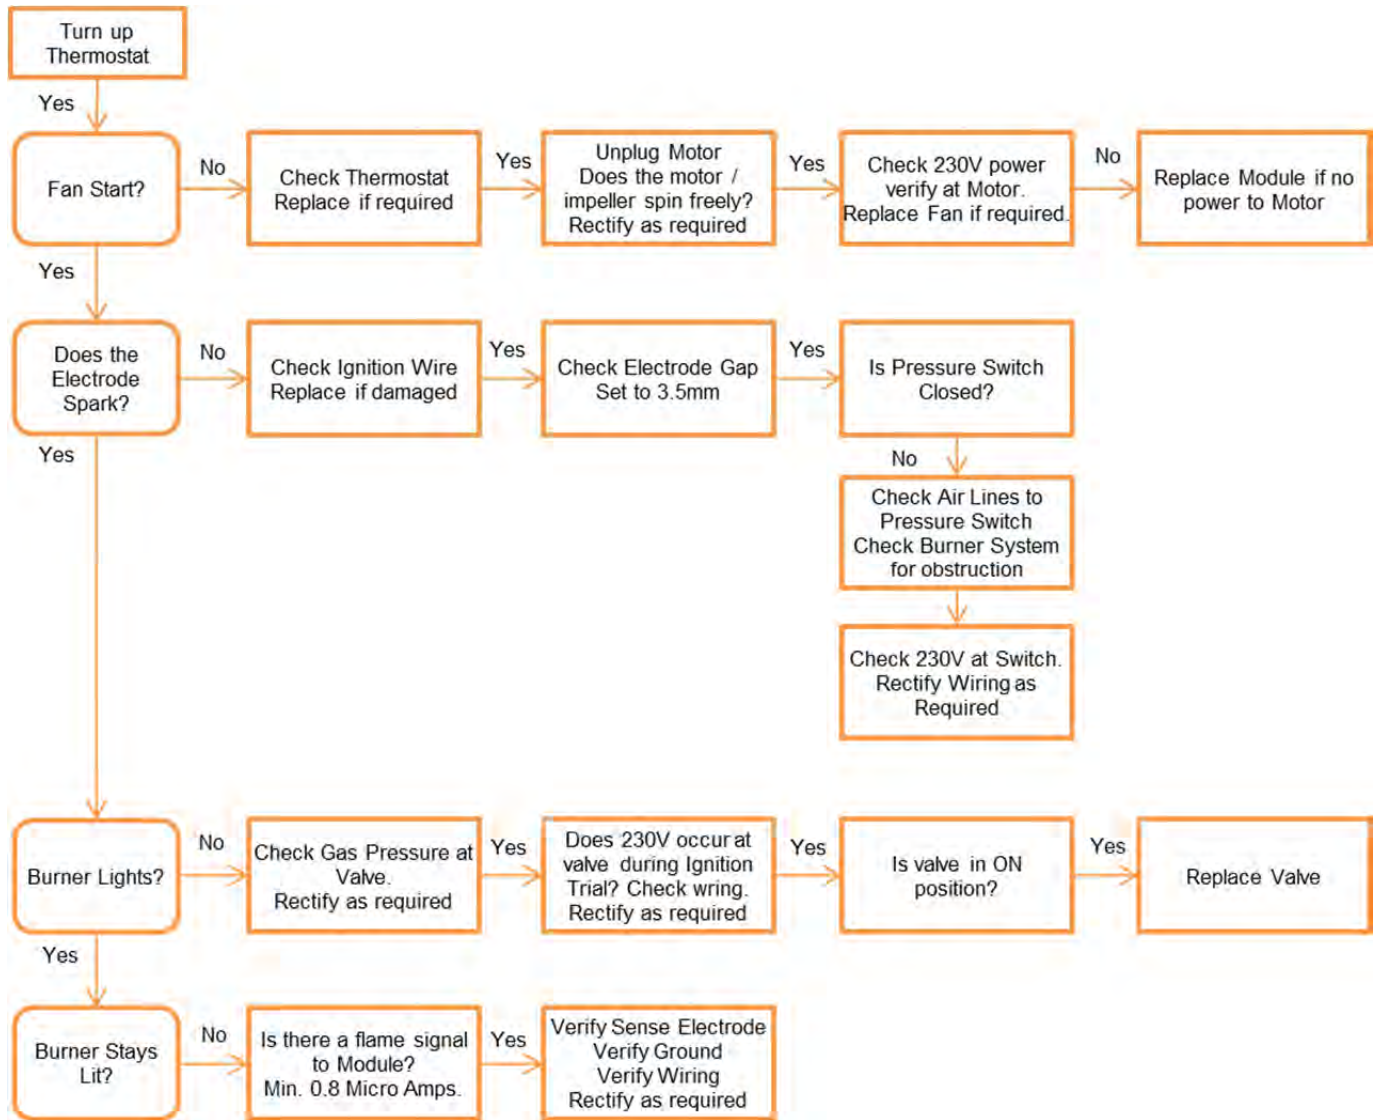 Turn up
Thermostat
Yes
Fan Start?
No
Check Thermostat
Replace if required
Yes
Unplug Motor
Does the motor /
impeller spin freely?
Rectify as required
Yes
Check 230V power
verify at Motor.
Replace Fan if required.
No
Replace Module if no
power to Motor
Yes
Does the
Electrode
Spark?
No
Check Ignition Wire
Replace if damaged
Yes
Check Electrode Gap
Set to 3.5mm
Yes
Is Pressure Switch
Closed?
No
Check Air Lines to
Pressure Switch
Check Burner System
for obstruction
Check 230V at Switch.
Rectify Wiring as
Required
Yes
Burner Lights?
No
Check Gas Pressure at
Valve.
Rectify as required
Yes
Does 230V occur at
valve during Ignition
Trial? Check wring.
Rectify as required
Yes
Is valve in ON
position?
Yes
Replace Valve
Yes
Burner Stays
Lit?
No
Is there a flame signal
to Module?
Min. 0.8 Micro Amps.
Yes
Verify Sense Electrode
Verify Ground
Verify Wiring
Rectify as required